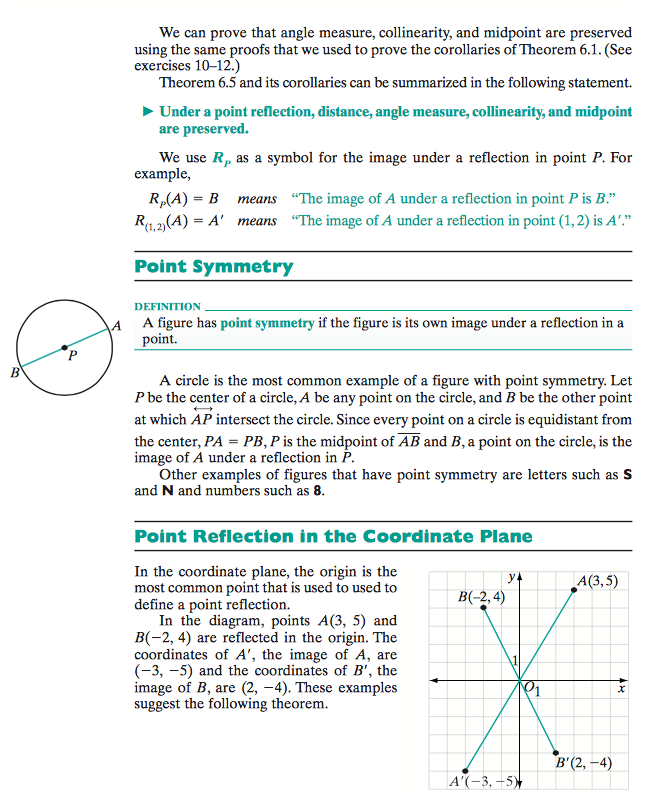 We can prove that angle measure, collinearity, and midpoint are preserved
using the same proofs that we used to prove the corollaries of Theorem 6.1. (See
exercises 10–12.)
Theorem 6.5 and its corollaries can be summarized in the following statement.
▶ Under a point reflection, distance, angle measure, collinearity, and midpoint
are preserved.
We use R_P as a symbol for the image under a reflection in point P. For
example,
R_P(A) = B means “The image of A under a reflection in point P is B.”
R_(1, 2)(A) = A′ means “The image of A under a reflection in point (1, 2) is A′.”
Point Symmetry
DEFINITION
A figure has point symmetry if the figure is its own image under a reflection in a
point.
A
P
B
A circle is the most common example of a figure with point symmetry. Let
P be the center of a circle, A be any point on the circle, and B be the other point
at which AP intersect the circle. Since every point on a circle is equidistant from
the center, PA = PB, P is the midpoint of AB and B, a point on the circle, is the
image of A under a reflection in P.
Other examples of figures that have point symmetry are letters such as S
and N and numbers such as 8.
Point Reflection in the Coordinate Plane
In the coordinate plane, the origin is the
most common point that is used to used to
define a point reflection.
In the diagram, points A(3, 5) and
B(−2, 4) are reflected in the origin. The
coordinates of A′, the image of A, are
(−3, −5) and the coordinates of B′, the
image of B, are (2, −4). These examples
suggest the following theorem.
y
A(3, 5)
B(−2, 4)
1
O
1
x
B′(2, −4)
A′(−3, −5)